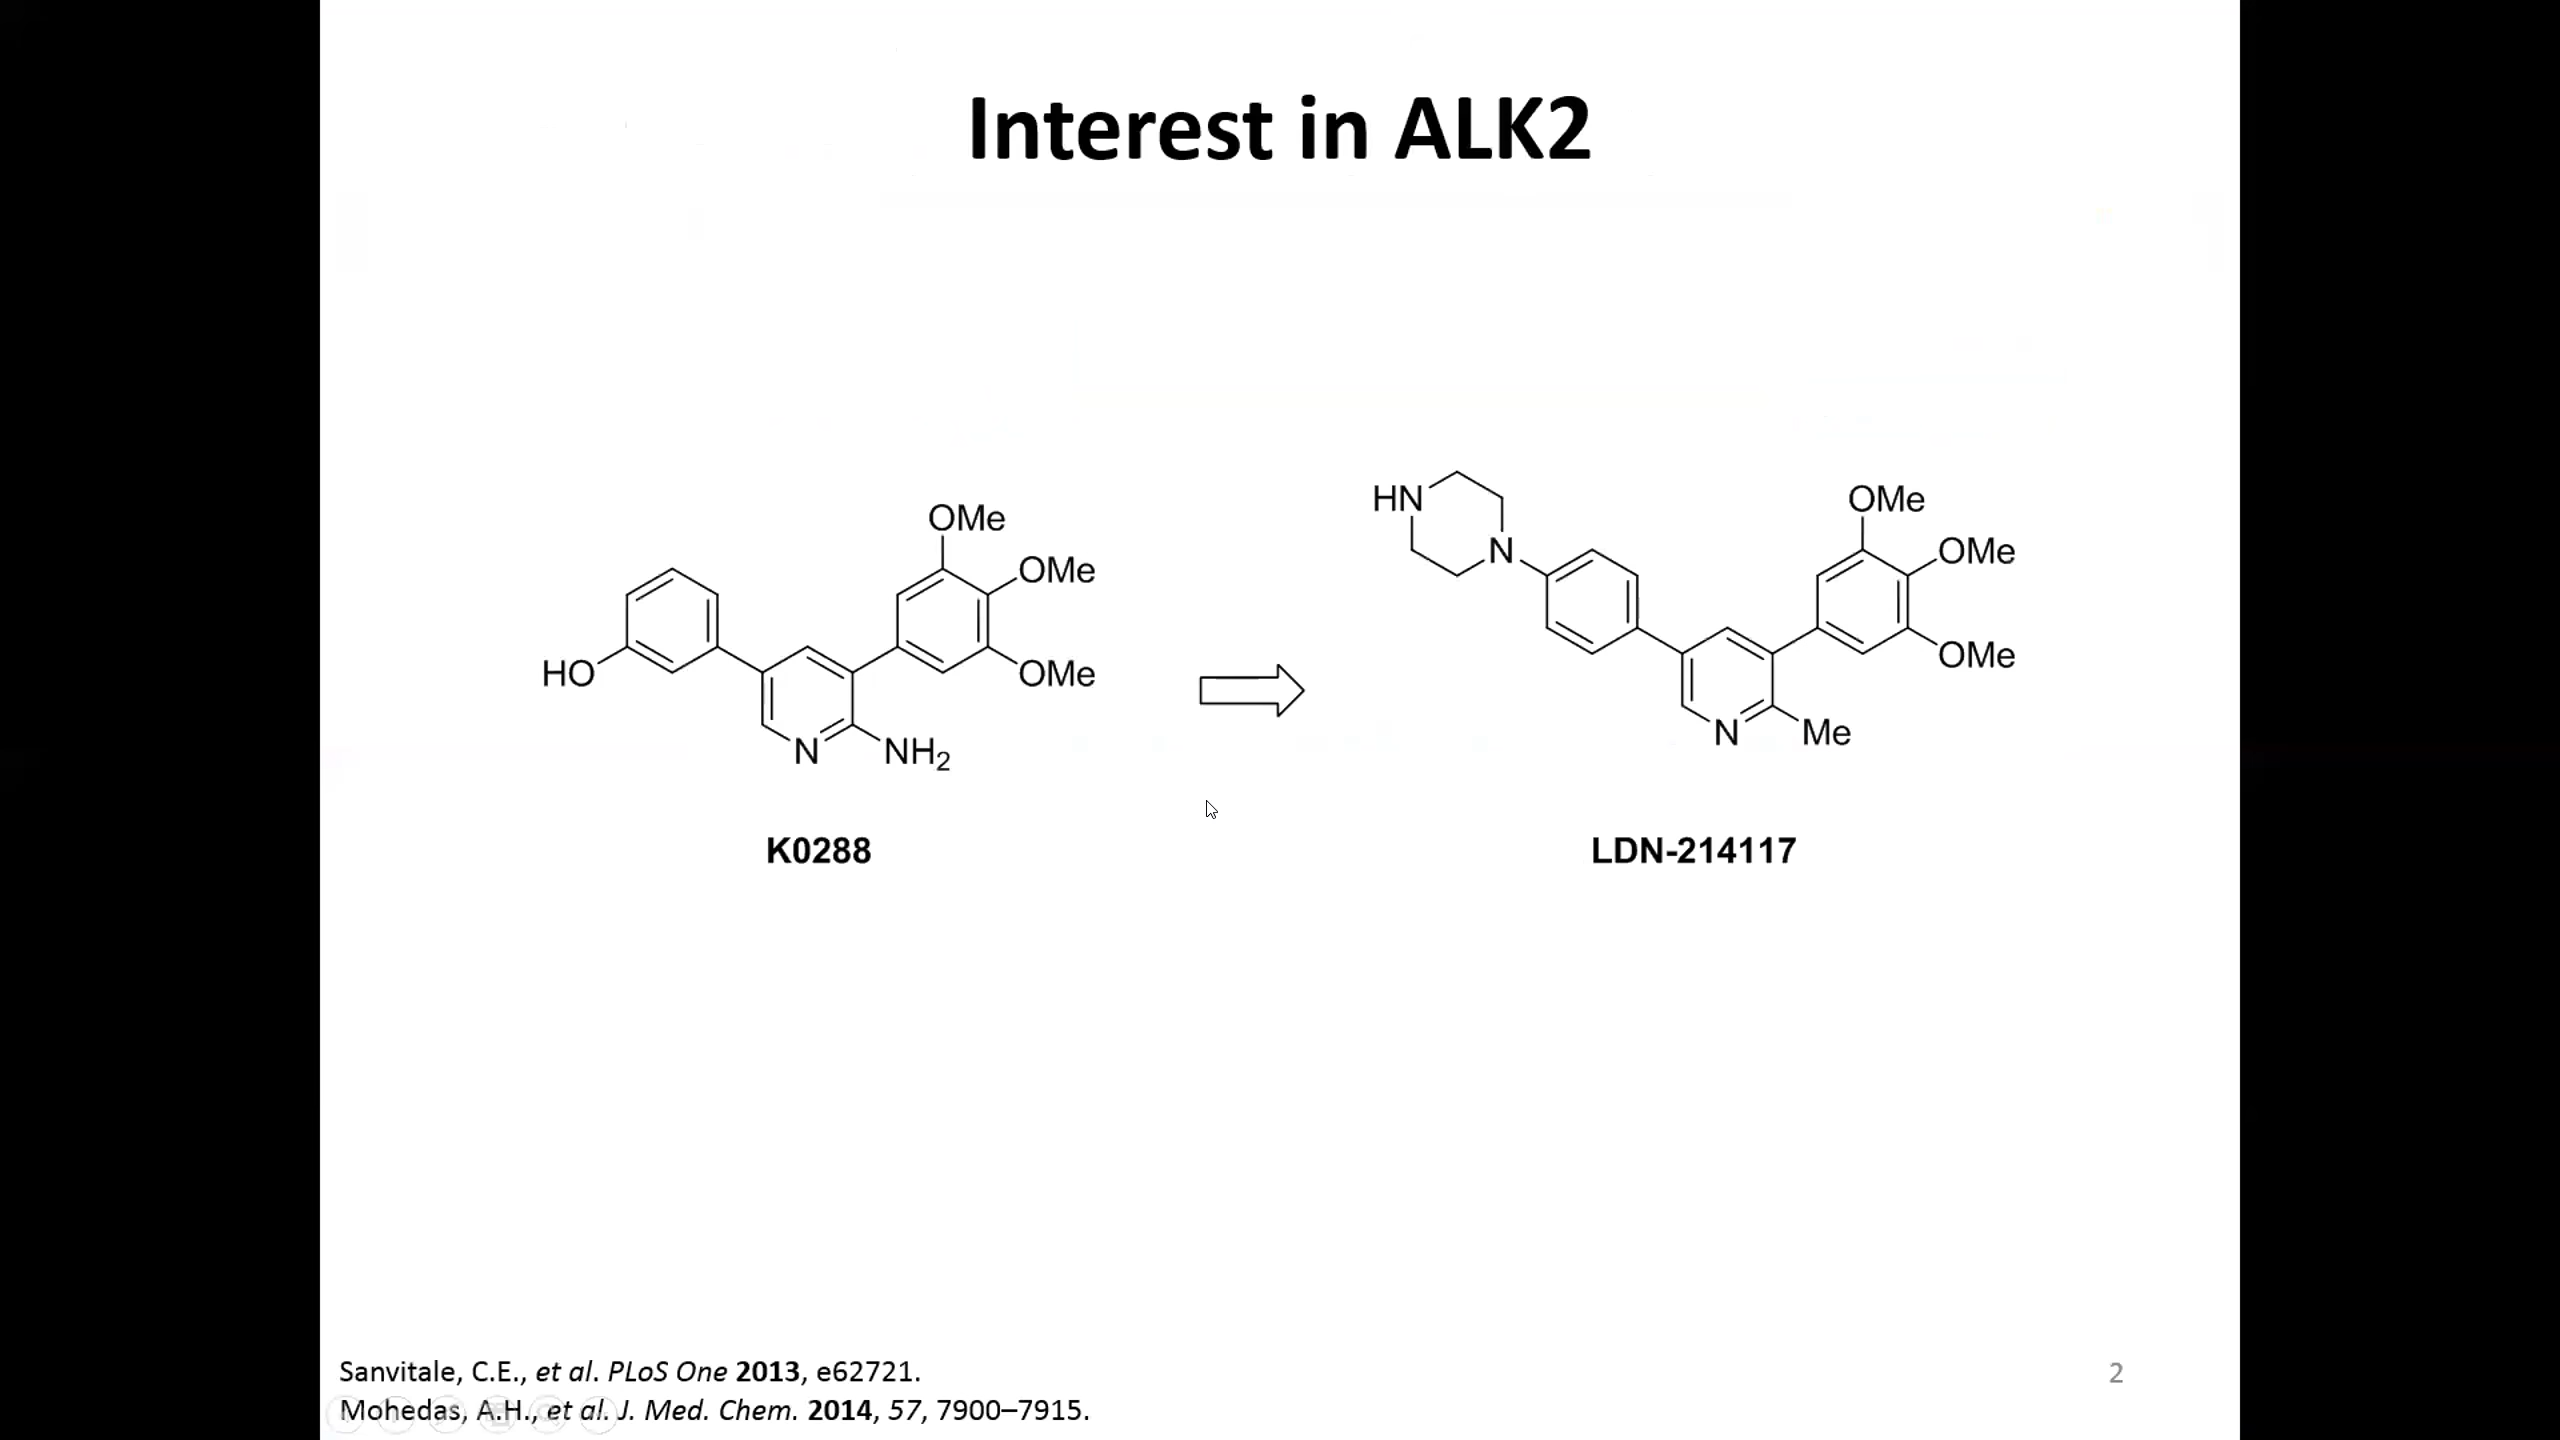 Interest in ALK2
OMe
OMe
OMe
HO
N
NH2
K0288
HN
N
OMe
OMe
OMe
N
Me
LDN-214117
Sanvitale, C.E., et al. PLoS One 2013, e62721.
Mohedas, A.H., et al. J. Med. Chem. 2014, 57, 7900–7915.
2